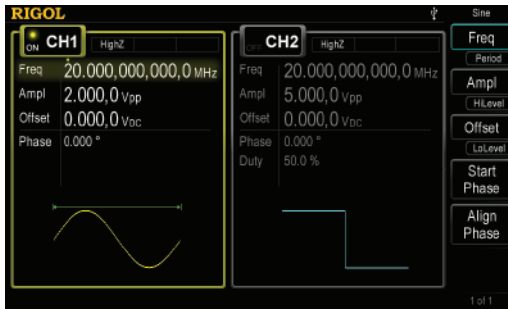 RIGOL
Sine
ON CH1 HighZ
Freq 20.000,000,000,0 MHz
Ampl 2.000,0 Vpp
Offset 0.000,0 VDC
Phase 0.000 °
OFF CH2 HighZ
Freq 20.000,000,000,0 MHz
Ampl 5.000,0 Vpp
Offset 0.000,0 VDC
Phase 0.000 °
Duty 50.0 %
Freq
Period
Ampl
HiLevel
Offset
LoLevel
Start
Phase
Align
Phase
1 of 1